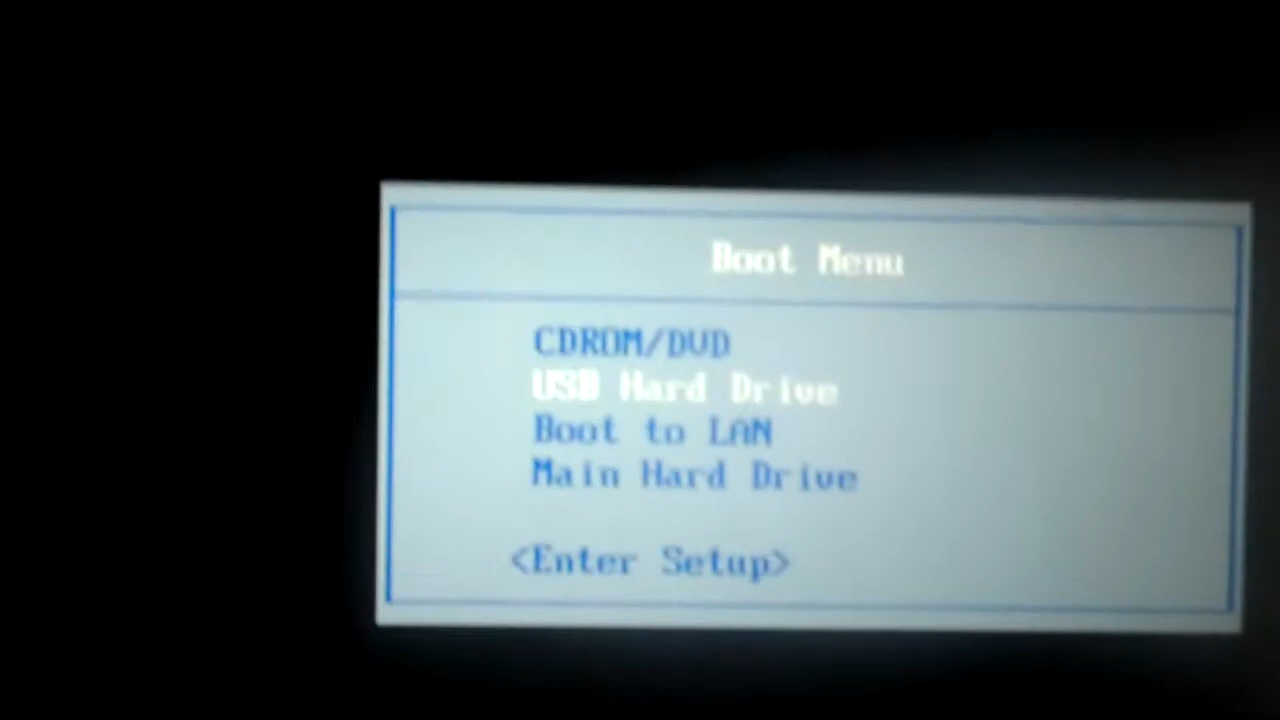 Boot Menu
CDROM/DVD
USB Hard Drive
Boot to LAN
Main Hard Drive
<Enter Setup>